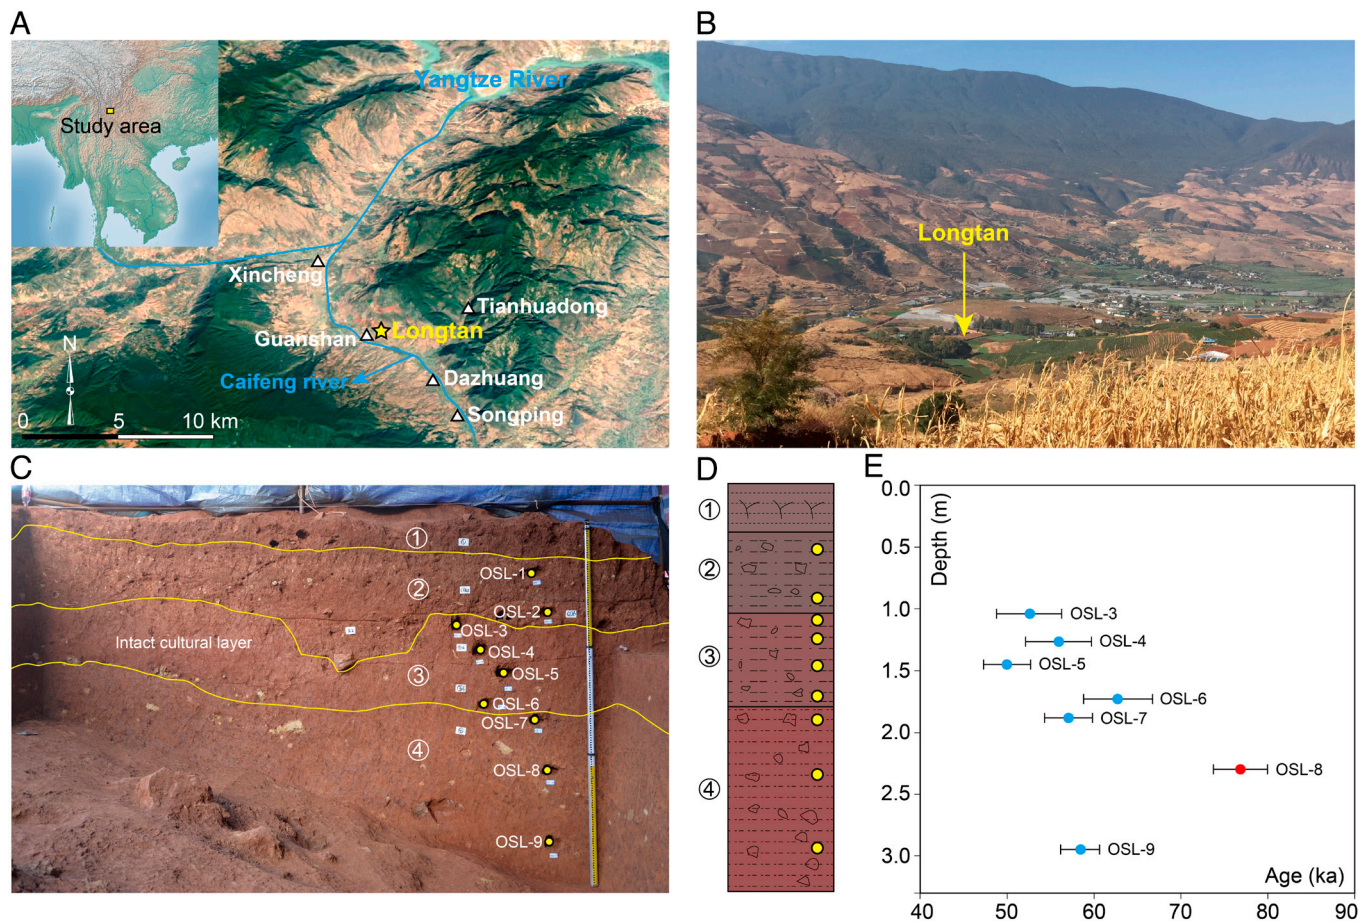 A
Yangtze River
Study area
Xincheng
Tianhuadong
Guanshan
Longtan
Caifeng river
Dazhuang
Songping
N
0 5 10 km
B
Longtan
C
①
OSL-1
②
OSL-2
OSL-3
Intact cultural layer
OSL-4
③
OSL-5
OSL-6
OSL-7
④
OSL-8
OSL-9
D
①
②
③
④
E
0.0
0.5
1.0
1.5
2.0
2.5
3.0
Depth (m)
OSL-3
OSL-4
OSL-5
OSL-6
OSL-7
OSL-8
OSL-9
Age (ka)
40 50 60 70 80 90